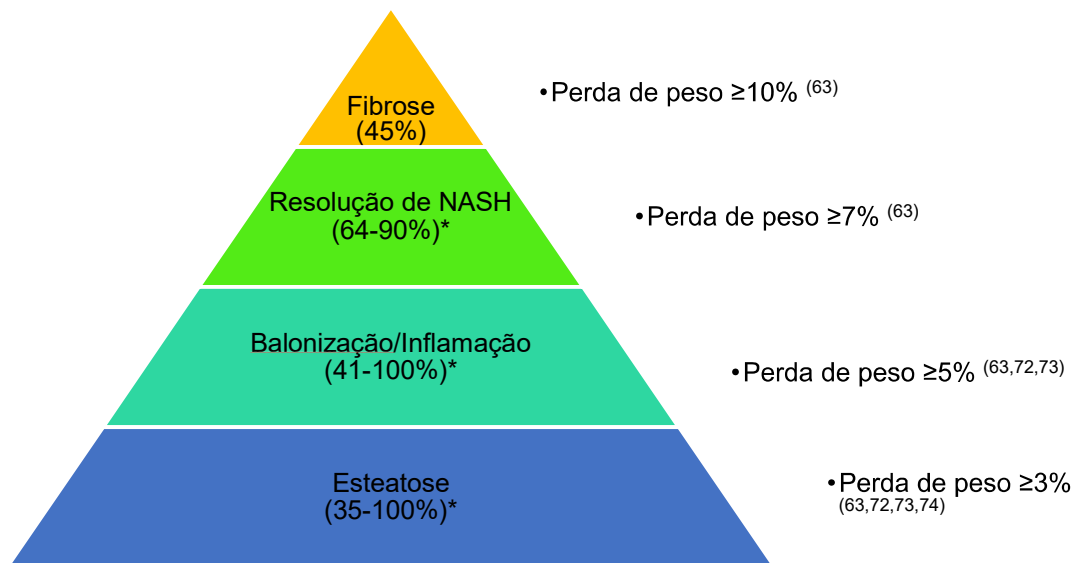 Fibrose
(45%)
•Perda de peso ≥10% (63)
Resolução de NASH
(64-90%)*
•Perda de peso ≥7% (63)
Balonização/Inflamação
(41-100%)*
•Perda de peso ≥5% (63,72,73)
Esteatose
(35-100%)*
•Perda de peso ≥3%
(63,72,73,74)